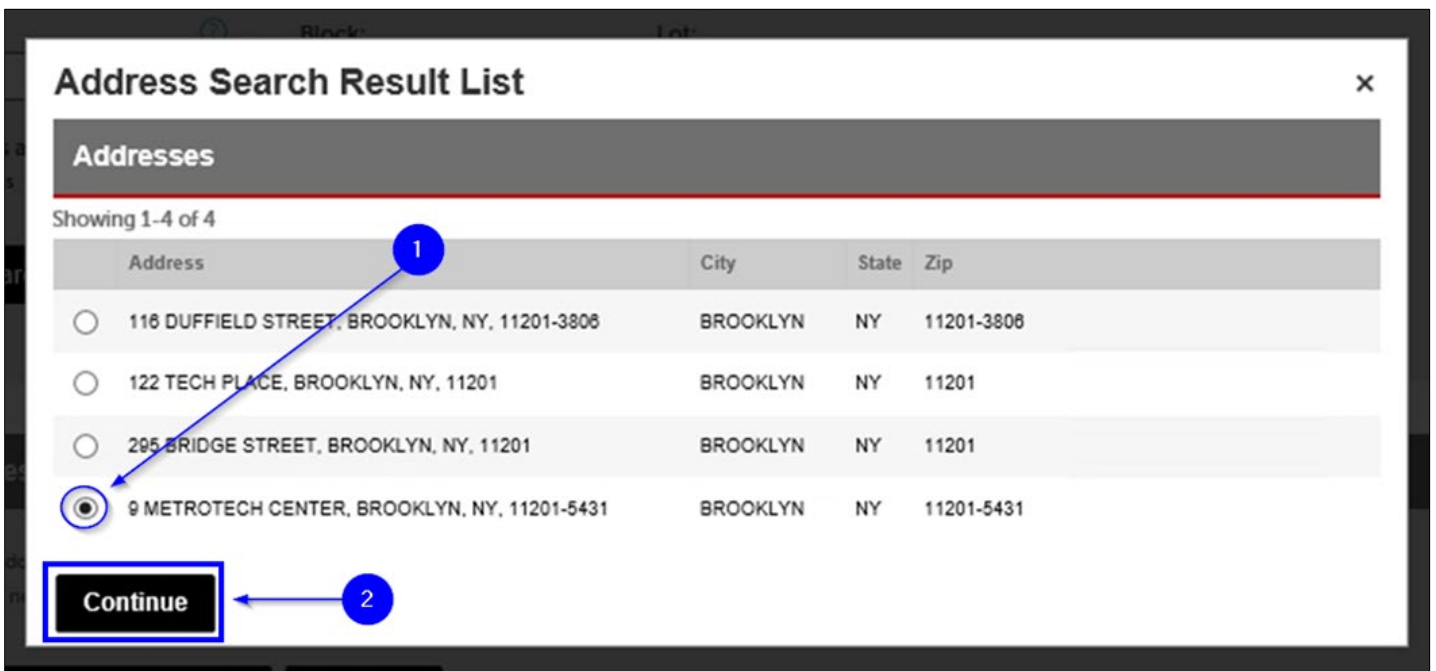 Block:
Lot:
Address Search Result List
×
Addresses
Showing 1-4 of 4
1
Address City State Zip
116 DUFFIELD STREET, BROOKLYN, NY, 11201-3806 BROOKLYN NY 11201-3806
122 TECH PLACE, BROOKLYN, NY, 11201 BROOKLYN NY 11201
295 BRIDGE STREET, BROOKLYN, NY, 11201 BROOKLYN NY 11201
9 METROTECH CENTER, BROOKLYN, NY, 11201-5431 BROOKLYN NY 11201-5431
Continue 2